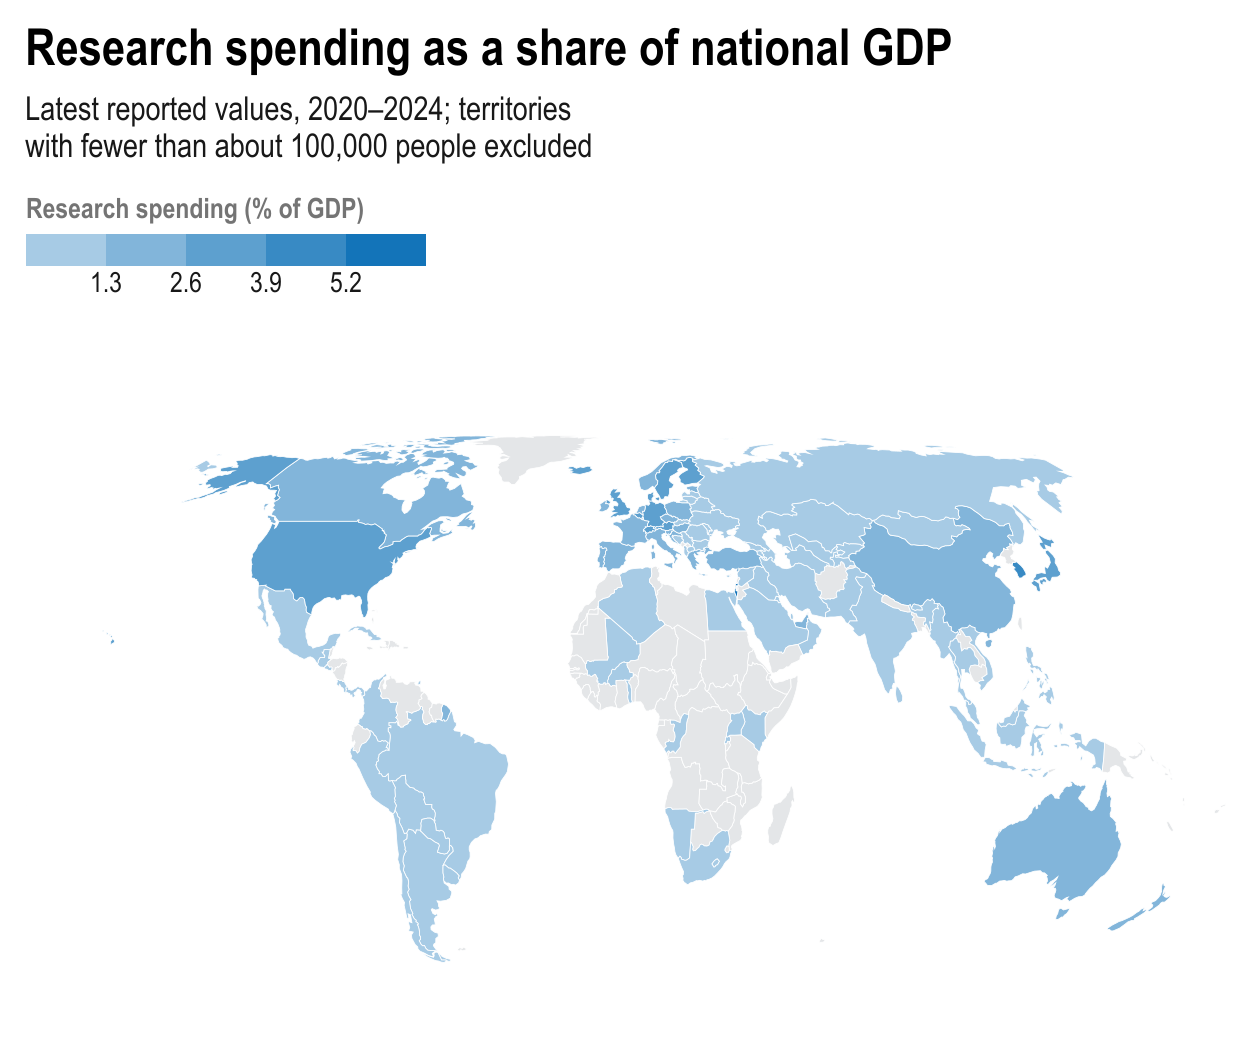 Research spending as a share of national GDP
Latest reported values, 2020–2024; territories
with fewer than about 100,000 people excluded
Research spending (% of GDP)
1.3 2.6 3.9 5.2